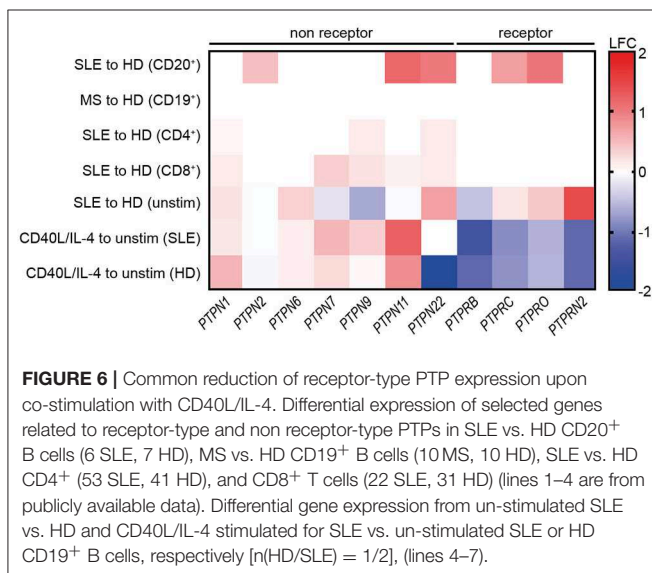 non receptor receptor
LFC
SLE to HD (CD20⁺)
MS to HD (CD19⁺)
SLE to HD (CD4⁺)
SLE to HD (CD8⁺)
SLE to HD (unstim)
CD40L/IL-4 to unstim (SLE)
CD40L/IL-4 to unstim (HD)
2
1
0
-1
-2
PTPN1 PTPN2 PTPN6 PTPN7 PTPN9 PTPN11 PTPN22 PTPRB PTPRC PTPRO PTPRN2
FIGURE 6 | Common reduction of receptor-type PTP expression upon
co-stimulation with CD40L/IL-4. Differential expression of selected genes
related to receptor-type and non receptor-type PTPs in SLE vs. HD CD20⁺
B cells (6 SLE, 7 HD), MS vs. HD CD19⁺ B cells (10 MS, 10 HD), SLE vs. HD
CD4⁺ (53 SLE, 41 HD), and CD8⁺ T cells (22 SLE, 31 HD) (lines 1–4 are from
publicly available data). Differential gene expression from un-stimulated SLE
vs. HD and CD40L/IL-4 stimulated for SLE vs. un-stimulated SLE or HD
CD19⁺ B cells, respectively [n(HD/SLE) = 1/2], (lines 4–7).